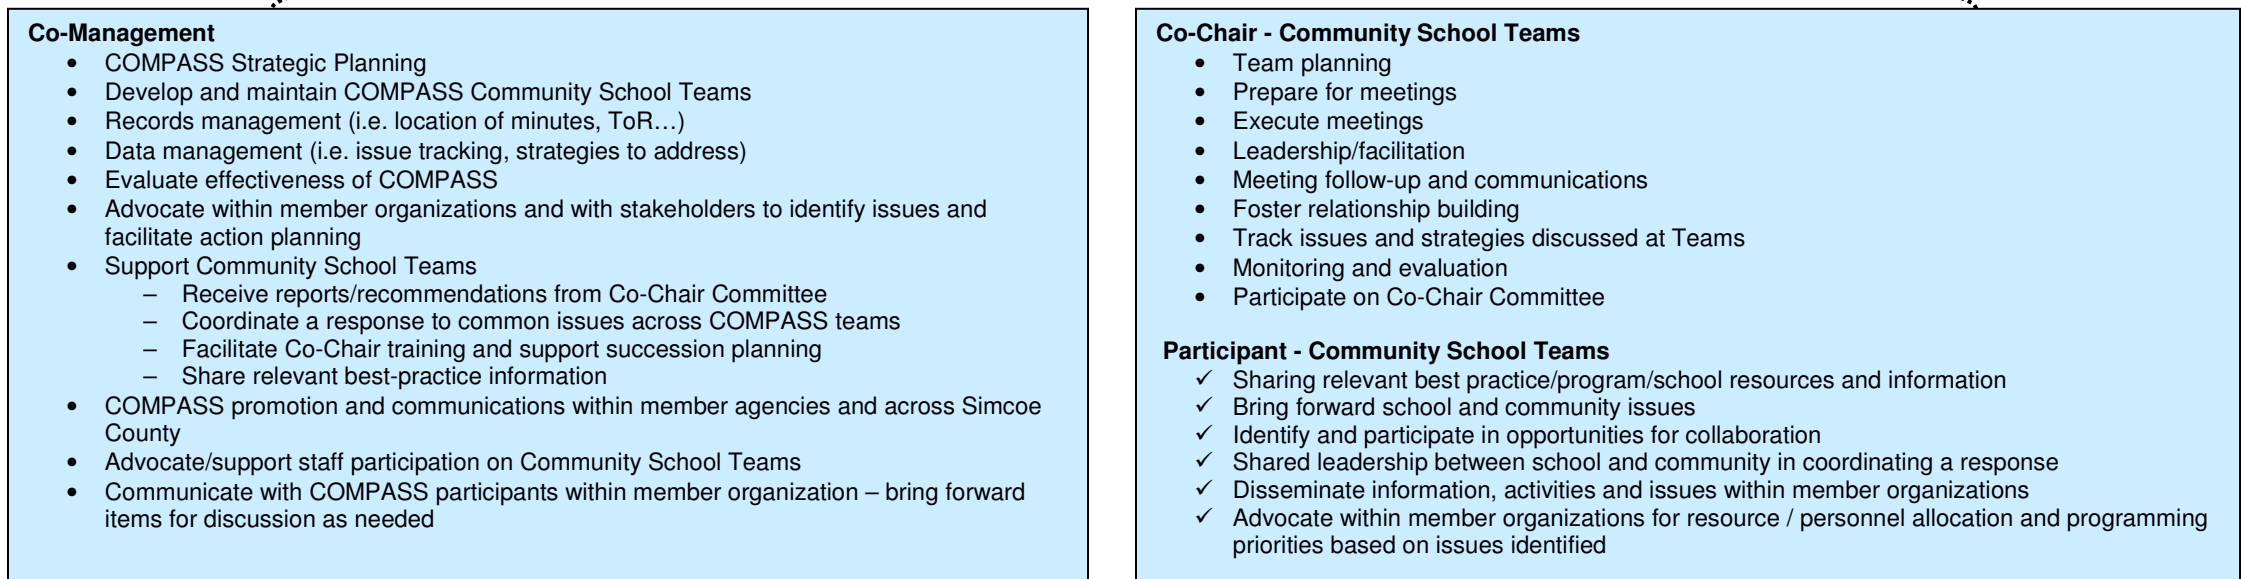 Co-Management
• COMPASS Strategic Planning
• Develop and maintain COMPASS Community School Teams
• Records management (i.e. location of minutes, ToR…)
• Data management (i.e. issue tracking, strategies to address)
• Evaluate effectiveness of COMPASS
• Advocate within member organizations and with stakeholders to identify issues and
facilitate action planning
• Support Community School Teams
– Receive reports/recommendations from Co-Chair Committee
– Coordinate a response to common issues across COMPASS teams
– Facilitate Co-Chair training and support succession planning
– Share relevant best-practice information
• COMPASS promotion and communications within member agencies and across Simcoe
County
• Advocate/support staff participation on Community School Teams
• Communicate with COMPASS participants within member organization – bring forward
items for discussion as needed
Co-Chair - Community School Teams
• Team planning
• Prepare for meetings
• Execute meetings
• Leadership/facilitation
• Meeting follow-up and communications
• Foster relationship building
• Track issues and strategies discussed at Teams
• Monitoring and evaluation
• Participate on Co-Chair Committee
Participant - Community School Teams
✓ Sharing relevant best practice/program/school resources and information
✓ Bring forward school and community issues
✓ Identify and participate in opportunities for collaboration
✓ Shared leadership between school and community in coordinating a response
✓ Disseminate information, activities and issues within member organizations
✓ Advocate within member organizations for resource / personnel allocation and programming
priorities based on issues identified